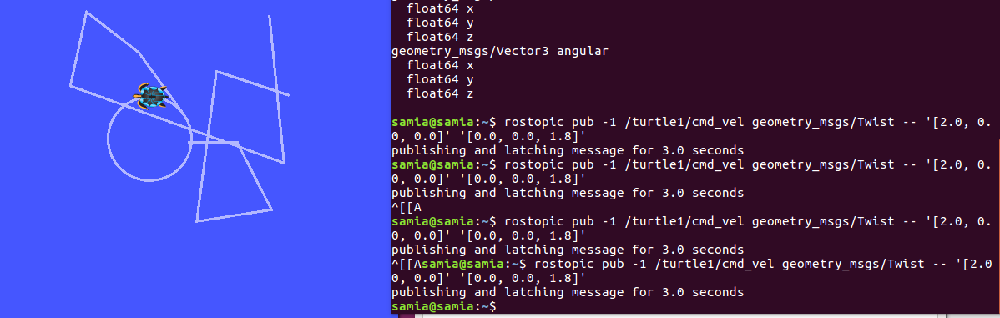 float64 x
float64 y
float64 z
geometry_msgs/Vector3 angular
float64 x
float64 y
float64 z
samia@samia:~$ rostopic pub -1 /turtle1/cmd_vel geometry_msgs/Twist -- '[2.0, 0.
0, 0.0]' '[0.0, 0.0, 1.8]'
publishing and latching message for 3.0 seconds
samia@samia:~$ rostopic pub -1 /turtle1/cmd_vel geometry_msgs/Twist -- '[2.0, 0.
0, 0.0]' '[0.0, 0.0, 1.8]'
publishing and latching message for 3.0 seconds
^[[A
samia@samia:~$ rostopic pub -1 /turtle1/cmd_vel geometry_msgs/Twist -- '[2.0, 0.
0, 0.0]' '[0.0, 0.0, 1.8]'
publishing and latching message for 3.0 seconds
^[[Asamia@samia:~$ rostopic pub -1 /turtle1/cmd_vel geometry_msgs/Twist -- '[2.0
0, 0.0]' '[0.0, 0.0, 1.8]'
publishing and latching message for 3.0 seconds
samia@samia:~$